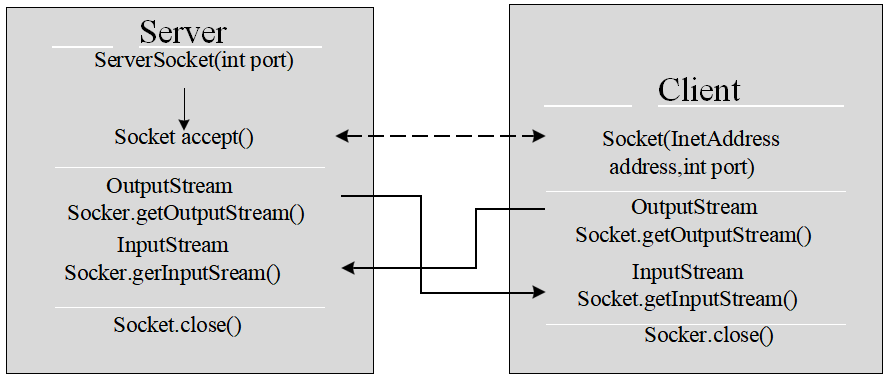 Server
ServerSocket(int port)
Socket accept()
OutputStream
Socker.getOutputStream()
InputStream
Socker.gerInputSream()
Socket.close()
Client
Socket(InetAddress
address,int port)
OutputStream
Socket.getOutputStream()
InputStream
Socket.getInputStream()
Socker.close()